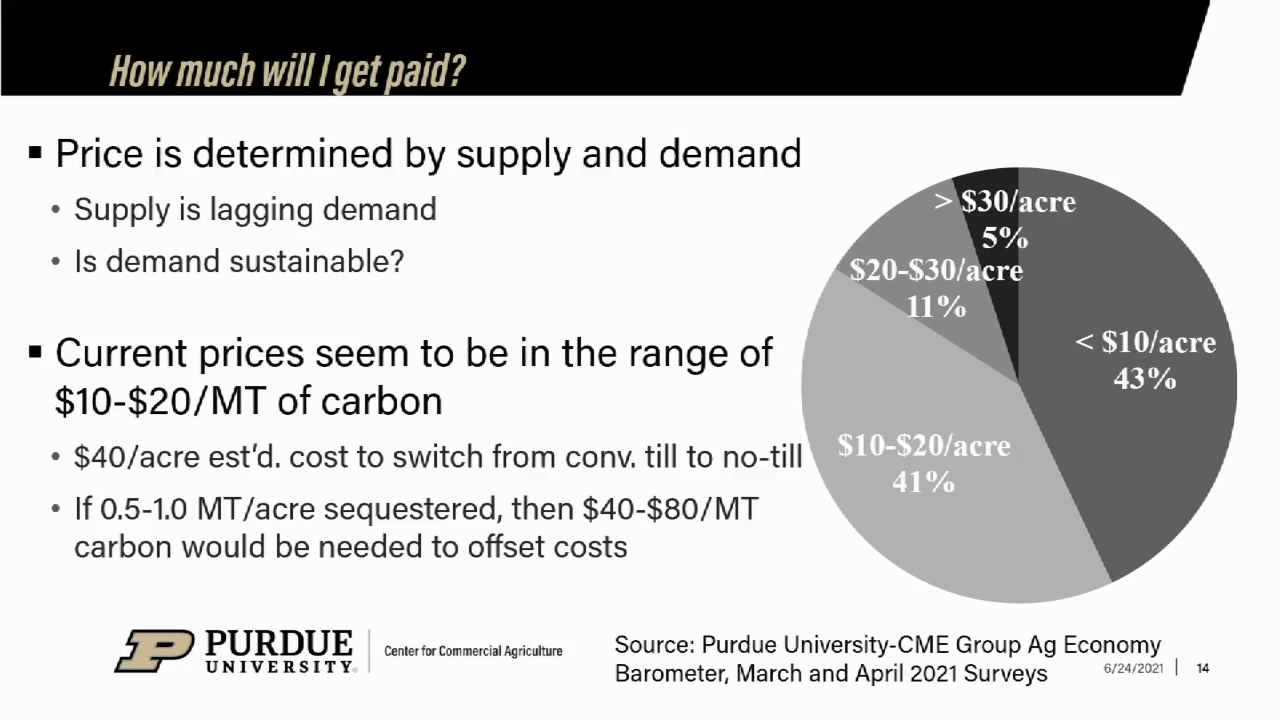 How much will I get paid?
▪ Price is determined by supply and demand
• Supply is lagging demand
• Is demand sustainable?
▪ Current prices seem to be in the range of
$10-$20/MT of carbon
• $40/acre est’d. cost to switch from conv. till to no-till
• If 0.5-1.0 MT/acre sequestered, then $40-$80/MT
carbon would be needed to offset costs
> $30/acre
5%
$20-$30/acre
11%
< $10/acre
43%
$10-$20/acre
41%
PURDUE
UNIVERSITY®
Center for Commercial Agriculture
Source: Purdue University-CME Group Ag Economy
Barometer, March and April 2021 Surveys
6/24/2021 | 14